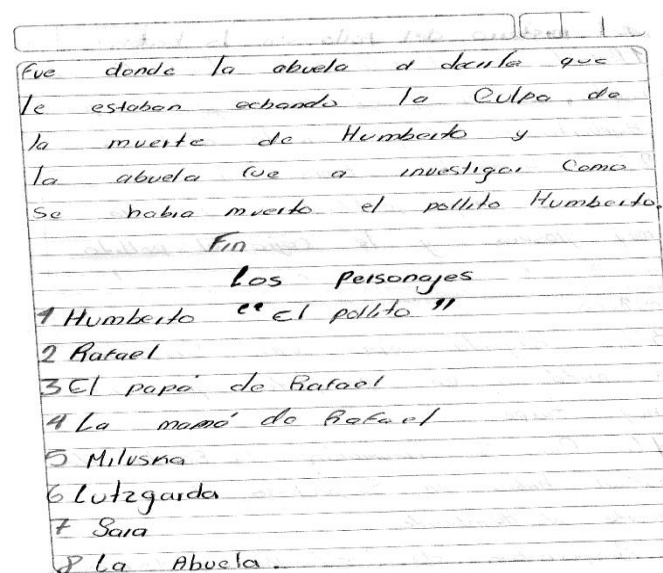 Fue donde la abuela a decirle que
le estaban echando la Culpa de
la muerte de Humberto y
la abuela fue a investigar Como
se habia muerto el pollito Humberto.
Fin
Los Personajes
1 Humberto "El pollito"
2 Rafael
3 El papá de Rafael
4 La mamá de Rafael
5 Miluska
6 Lutzgarda
7 Sara
8 La Abuela.